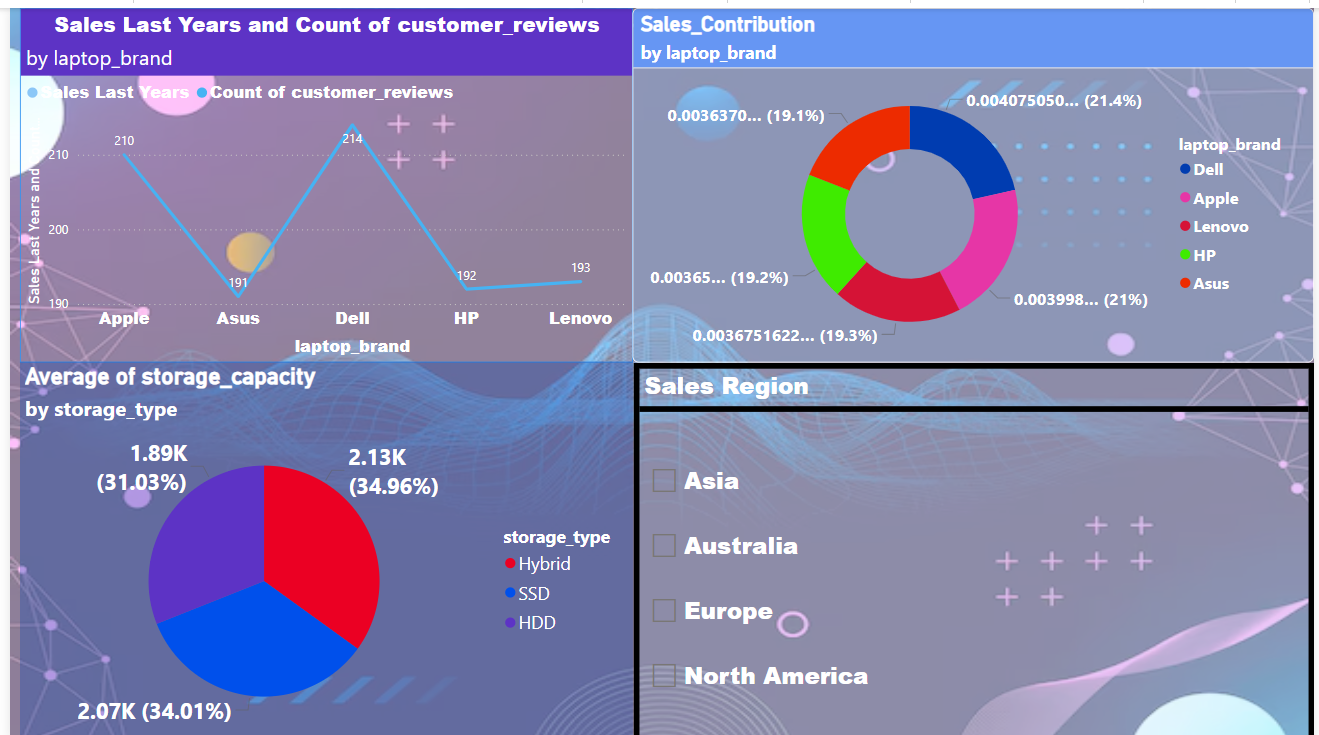 Sales Last Years and Count of customer_reviews
by laptop_brand
Sales Last Years Count of customer_reviews
Sales Last Years and
210
200
190
210
191
214
192
193
Apple Asus Dell HP Lenovo
laptop_brand
Sales_Contribution
by laptop_brand
0.004075050... (21.4%)
0.0036370... (19.1%)
0.00365... (19.2%)
0.003998... (21%)
0.0036751622... (19.3%)
laptop_brand
Dell
Apple
Lenovo
HP
Asus
Average of storage_capacity
by storage_type
1.89K
(31.03%)
2.13K
(34.96%)
2.07K (34.01%)
storage_type
Hybrid
SSD
HDD
Sales Region
Asia
Australia
Europe
North America